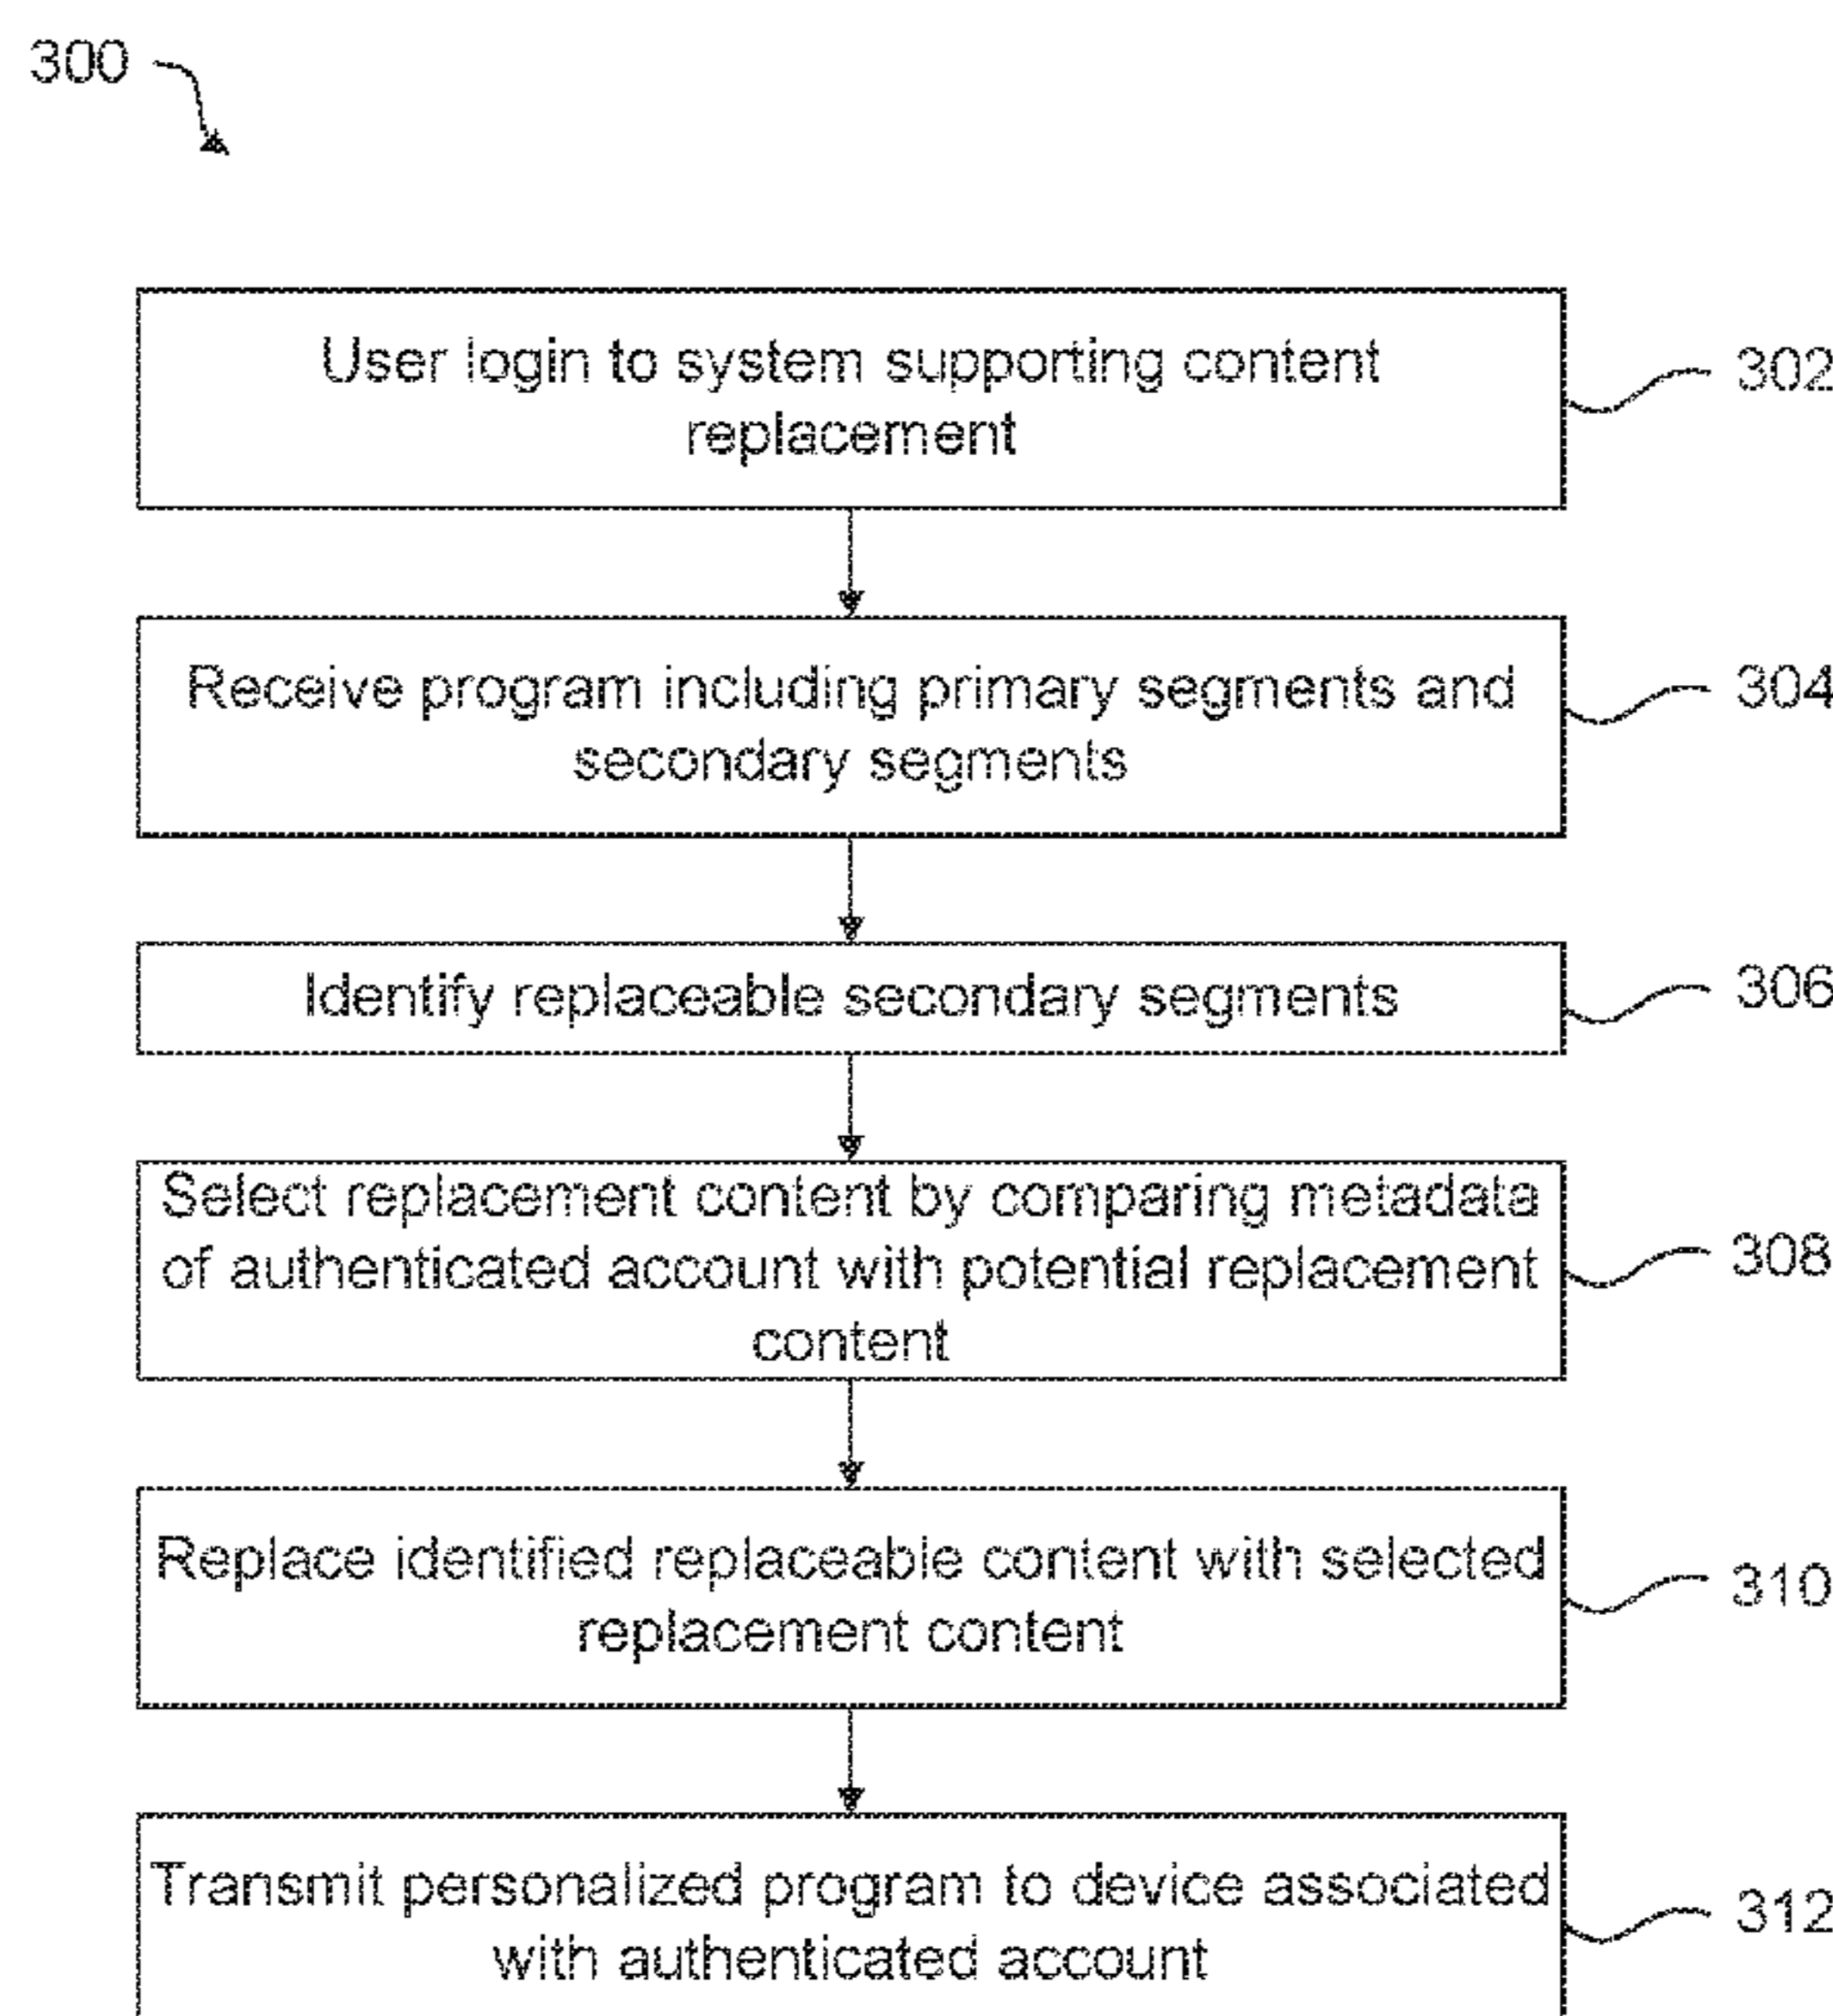 300
User login to system supporting content
replacement
302
Receive program including primary segments and
secondary segments
304
Identify replaceable secondary segments
306
Select replacement content by comparing metadata
of authenticated account with potential replacement
content
308
Replace identified replaceable content with selected
replacement content
310
Transmit personalized program to device associated
with authenticated account
312